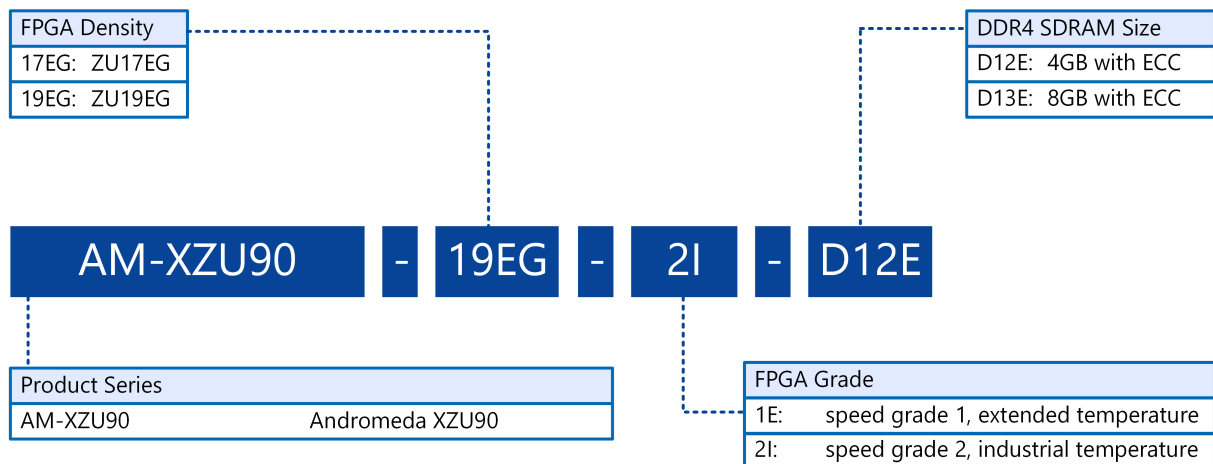 FPGA Density
17EG: ZU17EG
19EG: ZU19EG
DDR4 SDRAM Size
D12E: 4GB with ECC
D13E: 8GB with ECC
AM-XZU90 - 19EG - 2I - D12E
Product Series
AM-XZU90 Andromeda XZU90
FPGA Grade
1E: speed grade 1, extended temperature
2I: speed grade 2, industrial temperature